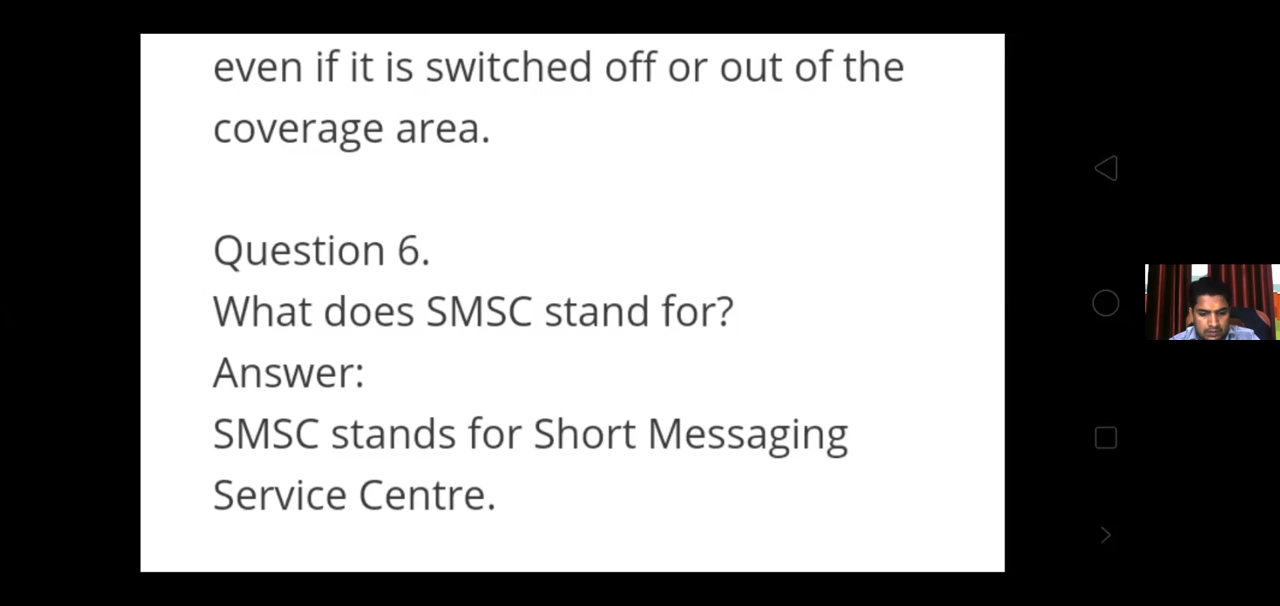 even if it is switched off or out of the
coverage area.
Question 6.
What does SMSC stand for?
Answer:
SMSC stands for Short Messaging
Service Centre.